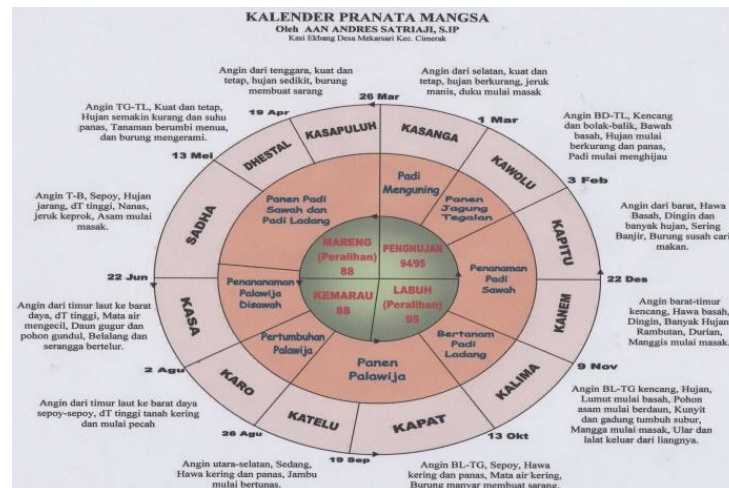 KALENDER PRANATA MANGSA
Oleh AAN ANDRES SATRIAJI, S.IP
Kasi Ekbang Desa Mekarsari Kec. Cimerak
Angin dari tenggara, kuat dan
tetap, hujan sedikit, burung
membuat sarang
Angin dari selatan, kuat dan
tetap, hujan berkurang, jeruk
manis, duku mulai masak
26 Mar
Angin TG-TL, Kuat dan tetap,
Hujan semakin kurang dan suhu
panas, Tanaman berumbi menua,
dan burung mengerami.
19 Apr
1 Mar
Angin BD-TL, Kencang
dan bolak-balik, Bawah
basah, Hujan mulai
berkurang dan panas,
Padi mulai menghijau
KASAPULUH
KASANGA
DHESTAL
KAWOLU
13 Mei
3 Feb
Padi
Menguning
Panen
Jagung
Tegalan
Panen Padi
Sawah dan
Padi Ladang
Angin T-B, Sepoy, Hujan
jarang, dT tinggi, Nanas,
jeruk keprok, Asam mulai
masak.
SADHA
KAPITU
Angin dari barat, Hawa
Basah, Dingin dan
banyak hujan, Sering
Banjir, Burung susah cari
makan.
MARENG
(Peralihan)
88
PENGHUJAN
94/95
22 Jun
22 Des
Penananaman
Palawija
Disawah
KEMARAU
88
LABUH
(Peralihan)
95
Penanaman
Padi
Sawah
KASA
KANEM
Angin dari timur laut ke barat
daya, dT tinggi, Mata air
mengecil, Daun gugur dan
pohon gundul, Belalang dan
serangga bertelur.
Angin barat-timur
kencang, Hawa basah,
Dingin, Banyak Hujan
Rambutan, Durian,
Manggis mulai masak.
Pertumbuhan
Palawija
Panen
Palawija
Bertanam
Padi
Ladang
2 Agu
9 Nov
KARO
KALIMA
KATELU
KAPAT
Angin dari timur laut ke barat daya
sepoy-sepoy, dT tinggi tanah kering
dan mulai pecah
Angin BL-TG kencang, Hujan,
Lumut mulai basah, Pohon
asam mulai berdaun, Kunyit
dan gadung tumbuh subur,
Mangga mulai masak, Ular dan
lalat keluar dari liangnya.
26 Agu
13 Okt
19 Sep
Angin utara-selatan, Sedang,
Hawa kering dan panas, Jambu
mulai bertunas.
Angin BL-TG, Sepoy, Hawa
kering dan panas, Mata air kering,
Burung manyar membuat sarang.